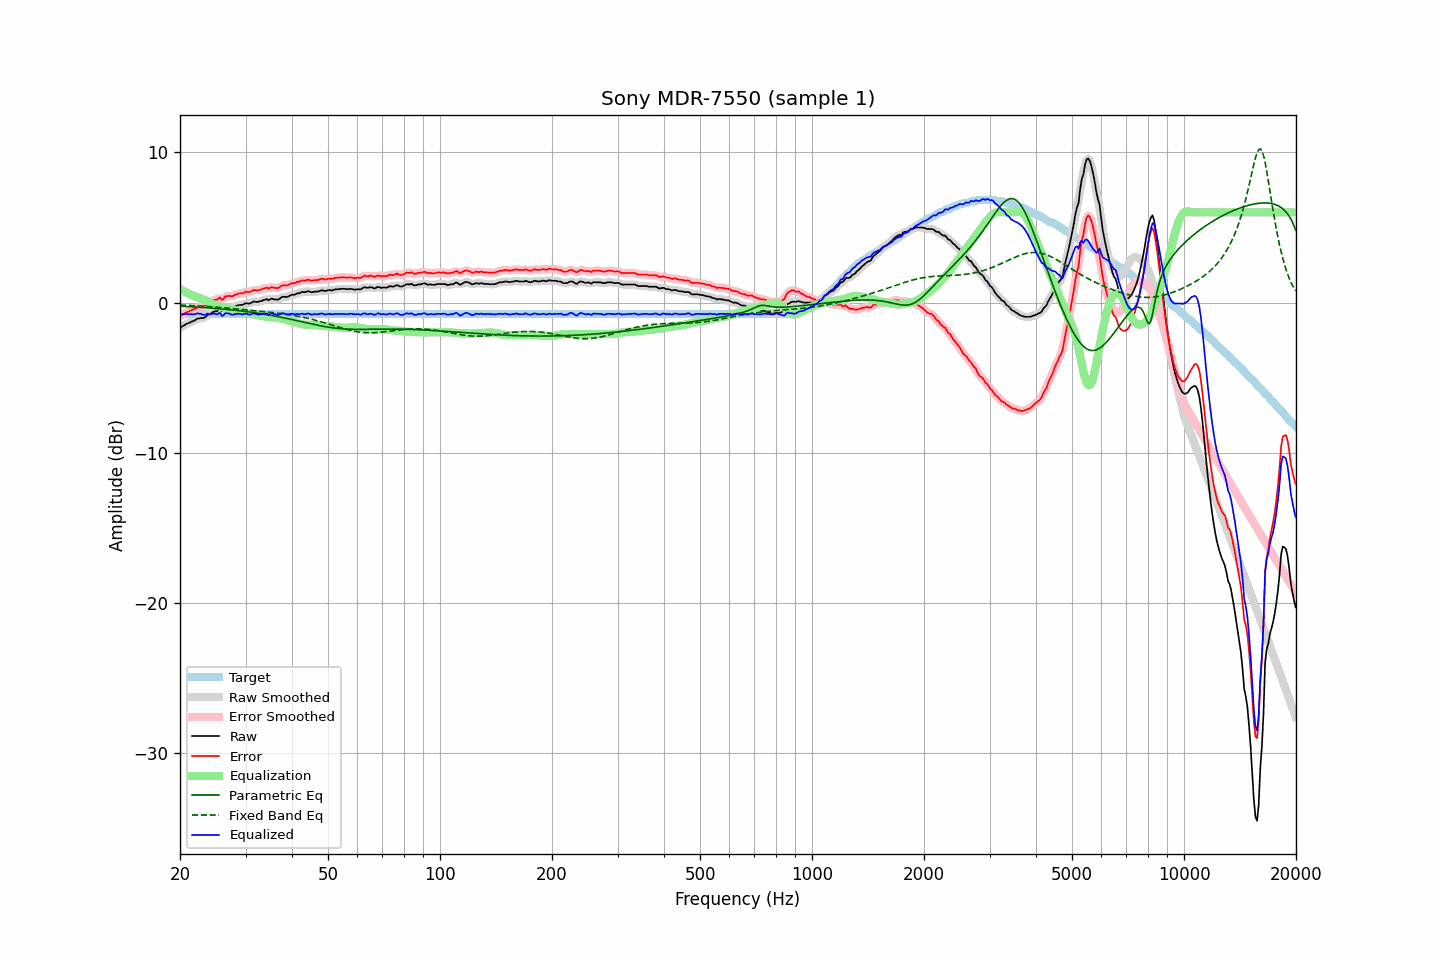 Sony MDR-7550 (sample 1)
Amplitude (dBr)
10
0
−10
−20
−30
Target
Raw Smoothed
Error Smoothed
Raw
Error
Equalization
Parametric Eq
Fixed Band Eq
Equalized
20 50 100 200 500 1000 2000 5000 10000 20000
Frequency (Hz)